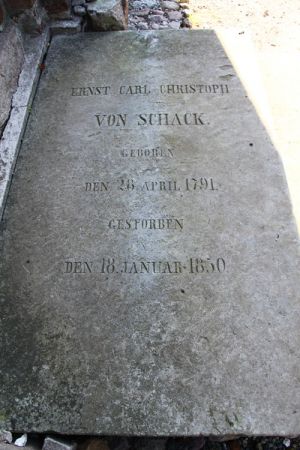 ERNST CARL CHRISTOPH
VON SCHACK.
GEBOREN
DEN 28. APRIL 1791.
GESTORBEN
DEN 18. JANUAR 1850